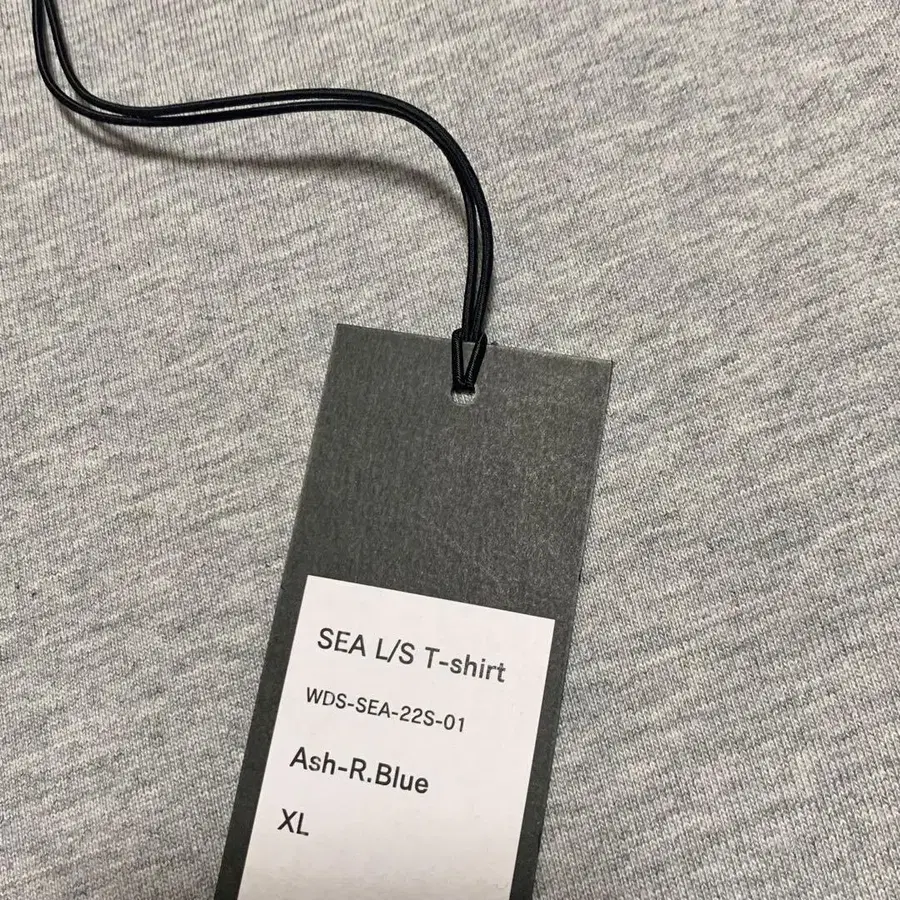 SEA L/S T-shirt
WDS-SEA-22S-01
Ash-R.Blue
XL